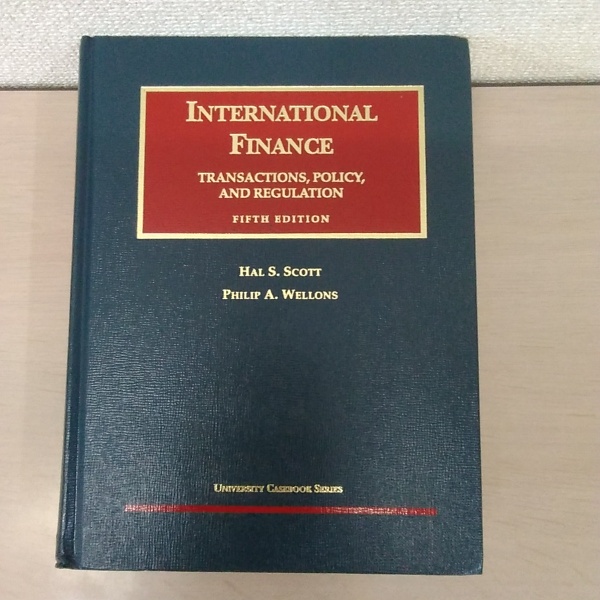 INTERNATIONAL
FINANCE
TRANSACTIONS, POLICY,
AND REGULATION
FIFTH EDITION
HAL S. SCOTT
PHILIP A. WELLONS
UNIVERSITY CASEBOOK SERIES